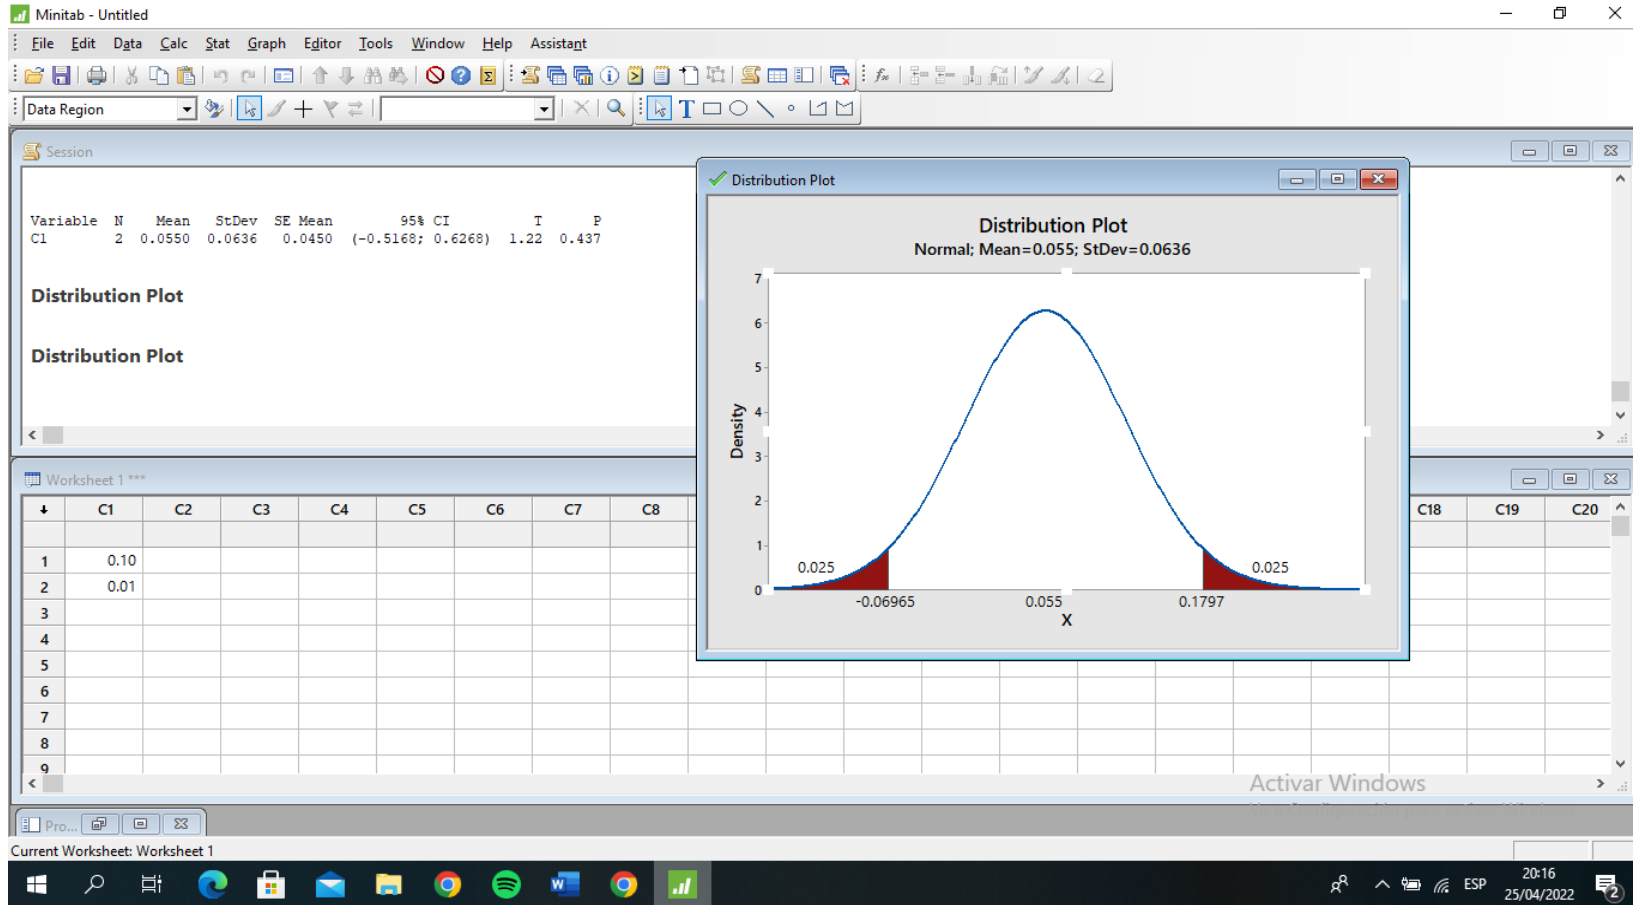 Minitab - Untitled
File Edit Data Calc Stat Graph Editor Tools Window Help Assistant
Data Region
Session
Variable N Mean StDev SE Mean 95% CI T P
C1 2 0.0550 0.0636 0.0450 (-0.5168; 0.6268) 1.22 0.437
Distribution Plot
Distribution Plot
Distribution Plot
Distribution Plot
Normal; Mean=0.055; StDev=0.0636
7
6
5
4
3
2
1
0
Density
0.025
0.025
-0.06965
0.055
0.1797
X
Worksheet 1 ***
C1 C2 C3 C4 C5 C6 C7 C8 C18 C19 C20
1 0.10
2 0.01
3
4
5
6
7
8
9
Activar Windows
Pro...
Current Worksheet: Worksheet 1
ESP
20:16
25/04/2022
2